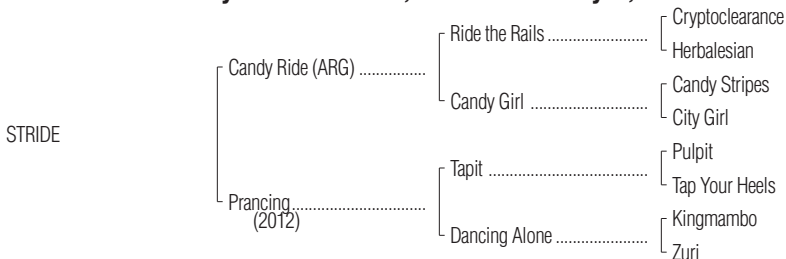 Cryptoclearance
Ride the Rails
Herbalesian
Candy Ride (ARG)
Candy Stripes
Candy Girl
City Girl
STRIDE
Pulpit
Tapit
Tap Your Heels
Prancing
(2012)
Kingmambo
Dancing Alone
Zuri